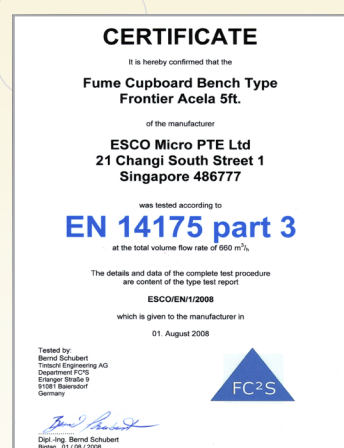 CERTIFICATE
It is hereby confirmed that the
Fume Cupboard Bench Type
Frontier Acela 5ft.
of the manufacturer
ESCO Micro PTE Ltd
21 Changi South Street 1
Singapore 486777
was tested according to
EN 14175 part 3
at the total volume flow rate of 660 m³/h
The details and data of the complete test procedure
are content of the type test report
ESCO/EN/1/2008
which is given to the manufacturer in
01. August 2008
Tested by:
Bernd Schubert
Tintschl Engineering AG
Department FC²S
Erlanger Straße 9
91081 Baiersdorf
Germany
FC²S
Dipl.-Ing. Bernd Schubert
01 / 08 / 2008